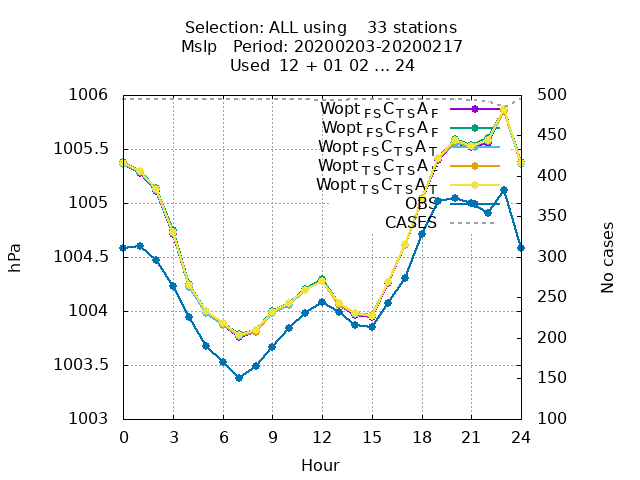 Selection: ALL using    33 stations
Mslp   Period: 20200203-20200217
Used  12 + 01 02 ... 24
hPa
No cases
1006
1005.5
1005
1004.5
1004
1003.5
1003
500
450
400
350
300
250
200
150
100
Wopt FS C TS A F
Wopt FS C FS A F
Wopt FS C TS A T
Wopt TS C TS A F
Wopt TS C TS A T
OBS
CASES
0 3 6 9 12 15 18 21 24
Hour